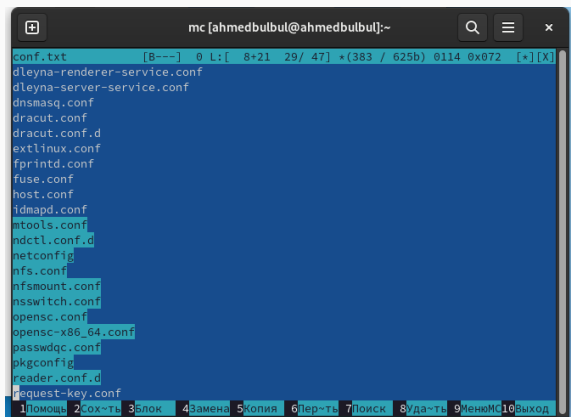 mc [ahmedbulbul@ahmedbulbul]:~
conf.txt [B---] 0 L:[ 8+21 29/ 47] *(383 / 625b) 0114 0x072 [*][X]
dleyna-renderer-service.conf
dleyna-server-service.conf
dnsmasq.conf
dracut.conf
dracut.conf.d
extlinux.conf
fprintd.conf
fuse.conf
host.conf
idmapd.conf
mtools.conf
ndctl.conf.d
netconfig
nfs.conf
nfsmount.conf
nsswitch.conf
opensc.conf
opensc-x86_64.conf
passwdqc.conf
pkgconfig
reader.conf.d
request-key.conf
1Помощь 2Сох~ть 3Блок 4Замена 5Копия 6Пер~ть 7Поиск 8Уда~ть 9МенюMC 10Выход